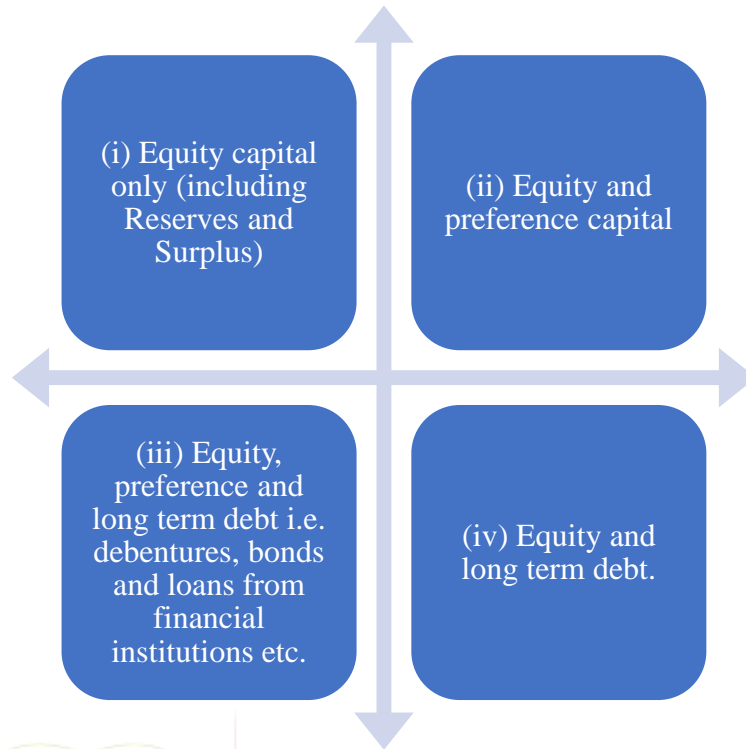 (i) Equity capital
only (including
Reserves and
Surplus)
(ii) Equity and
preference capital
(iii) Equity,
preference and
long term debt i.e.
debentures, bonds
and loans from
financial
institutions etc.
(iv) Equity and
long term debt.